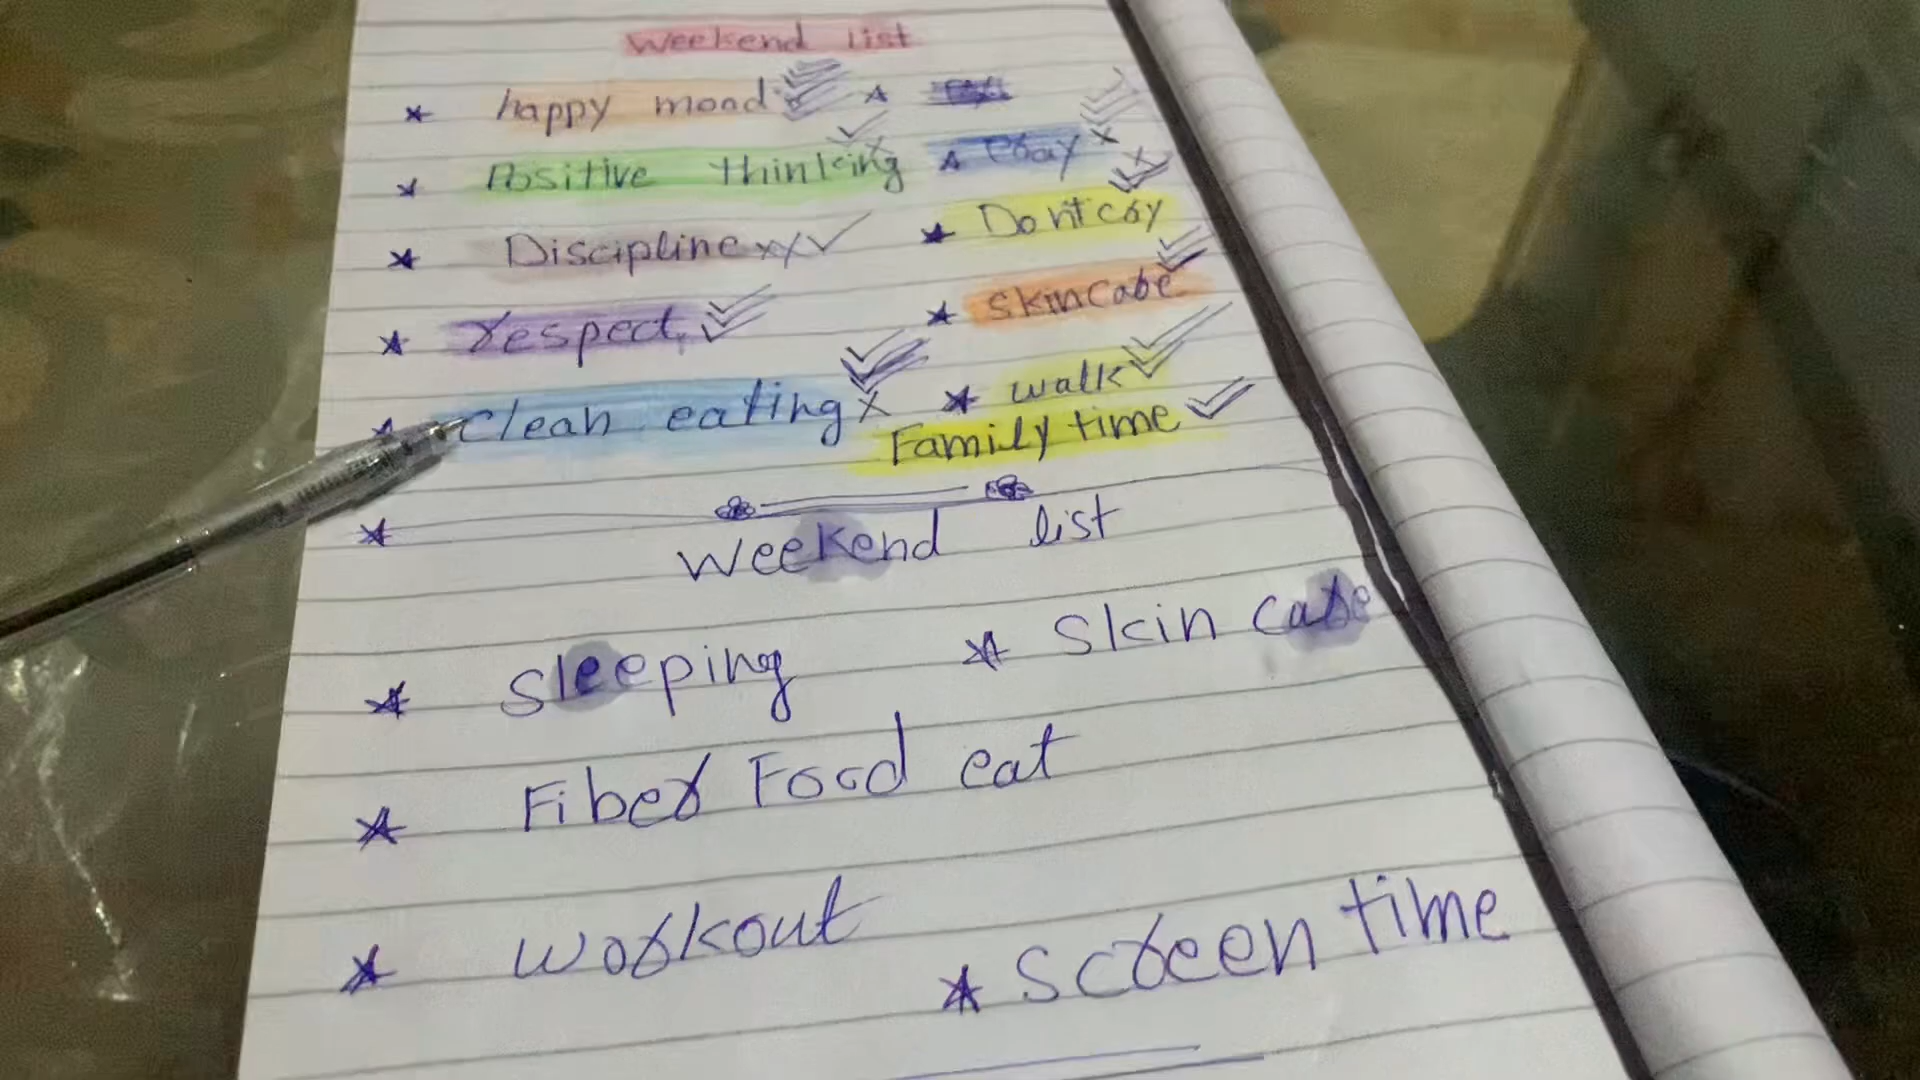 Weekend list
happy mood
Positive thinking
pray
Discipline
Don't cry
respect
skincare
Clean eating
walk
Family time
Weekend list
Sleeping
Skin care
Fiber Food eat
workout
Screen time